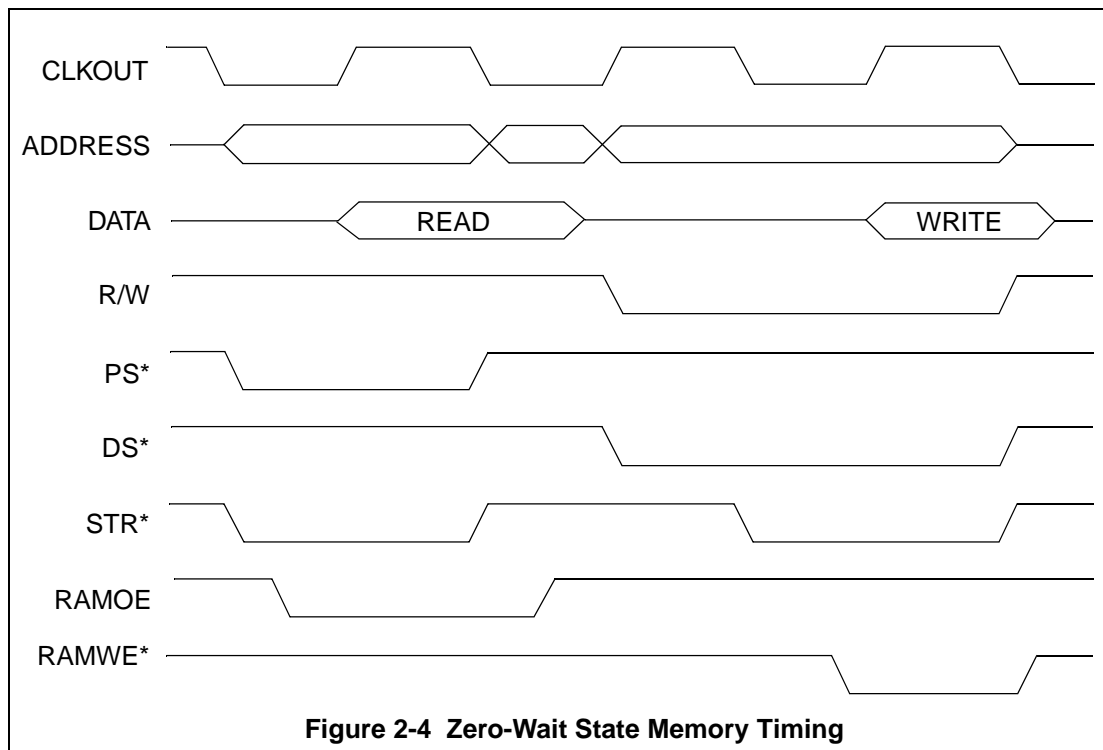 CLKOUT
ADDRESS
DATA READ WRITE
R/W
PS*
DS*
STR*
RAMOE
RAMWE*
Figure 2-4 Zero-Wait State Memory Timing